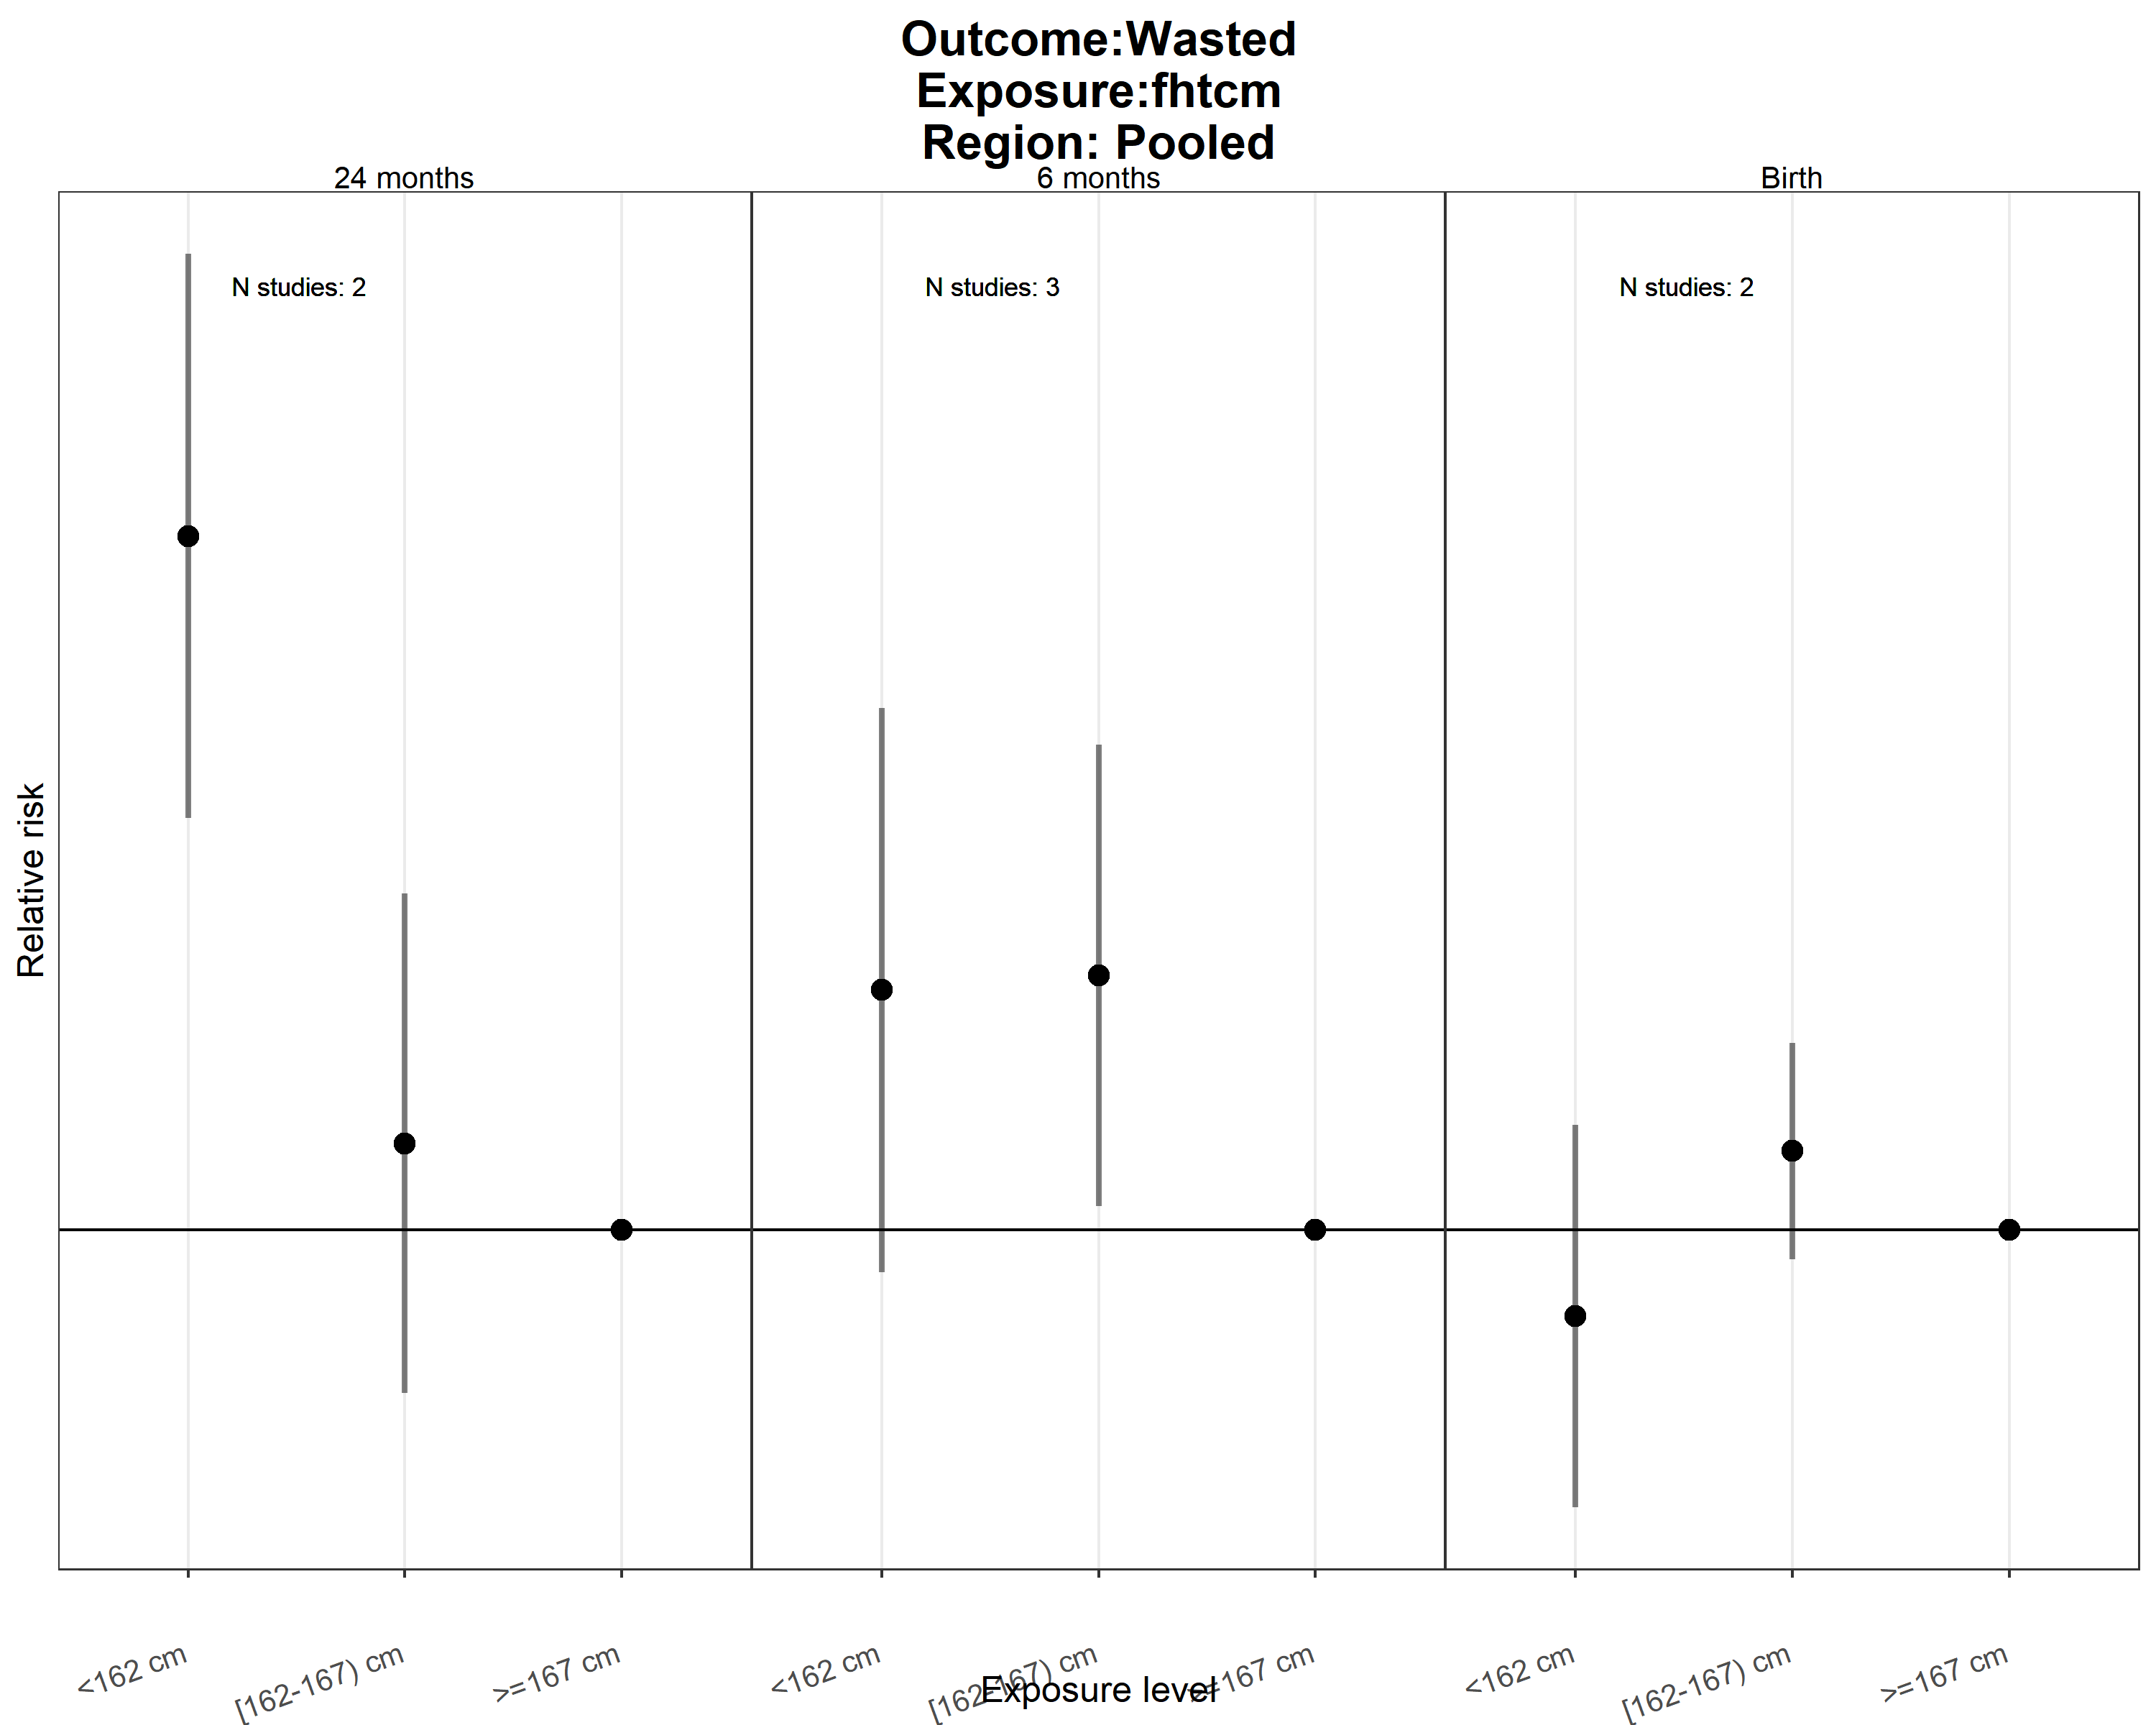 Outcome:Wasted
Exposure:fhtcm
Region: Pooled
24 months
6 months
Birth
N studies: 2
N studies: 3
N studies: 2
Relative risk
<162 cm
[162-167) cm
>=167 cm
<162 cm
[162-167) cm
>=167 cm
<162 cm
[162-167) cm
>=167 cm
Exposure level